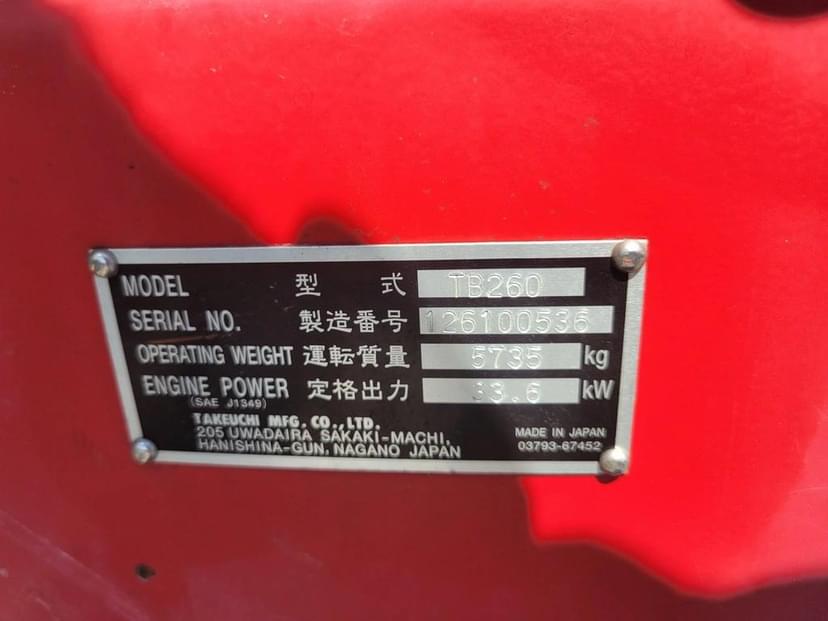 MODEL 型 式 TB260
SERIAL NO. 製造番号 126100536
OPERATING WEIGHT 運転質量 5735 kg
ENGINE POWER 定格出力 33.6 kW
(SAE J1349)
TAKEUCHI MFG. CO.,LTD.
205 UWADAIRA SAKAKI-MACHI,
HANISHINA-GUN, NAGANO JAPAN
MADE IN JAPAN
03793-67452